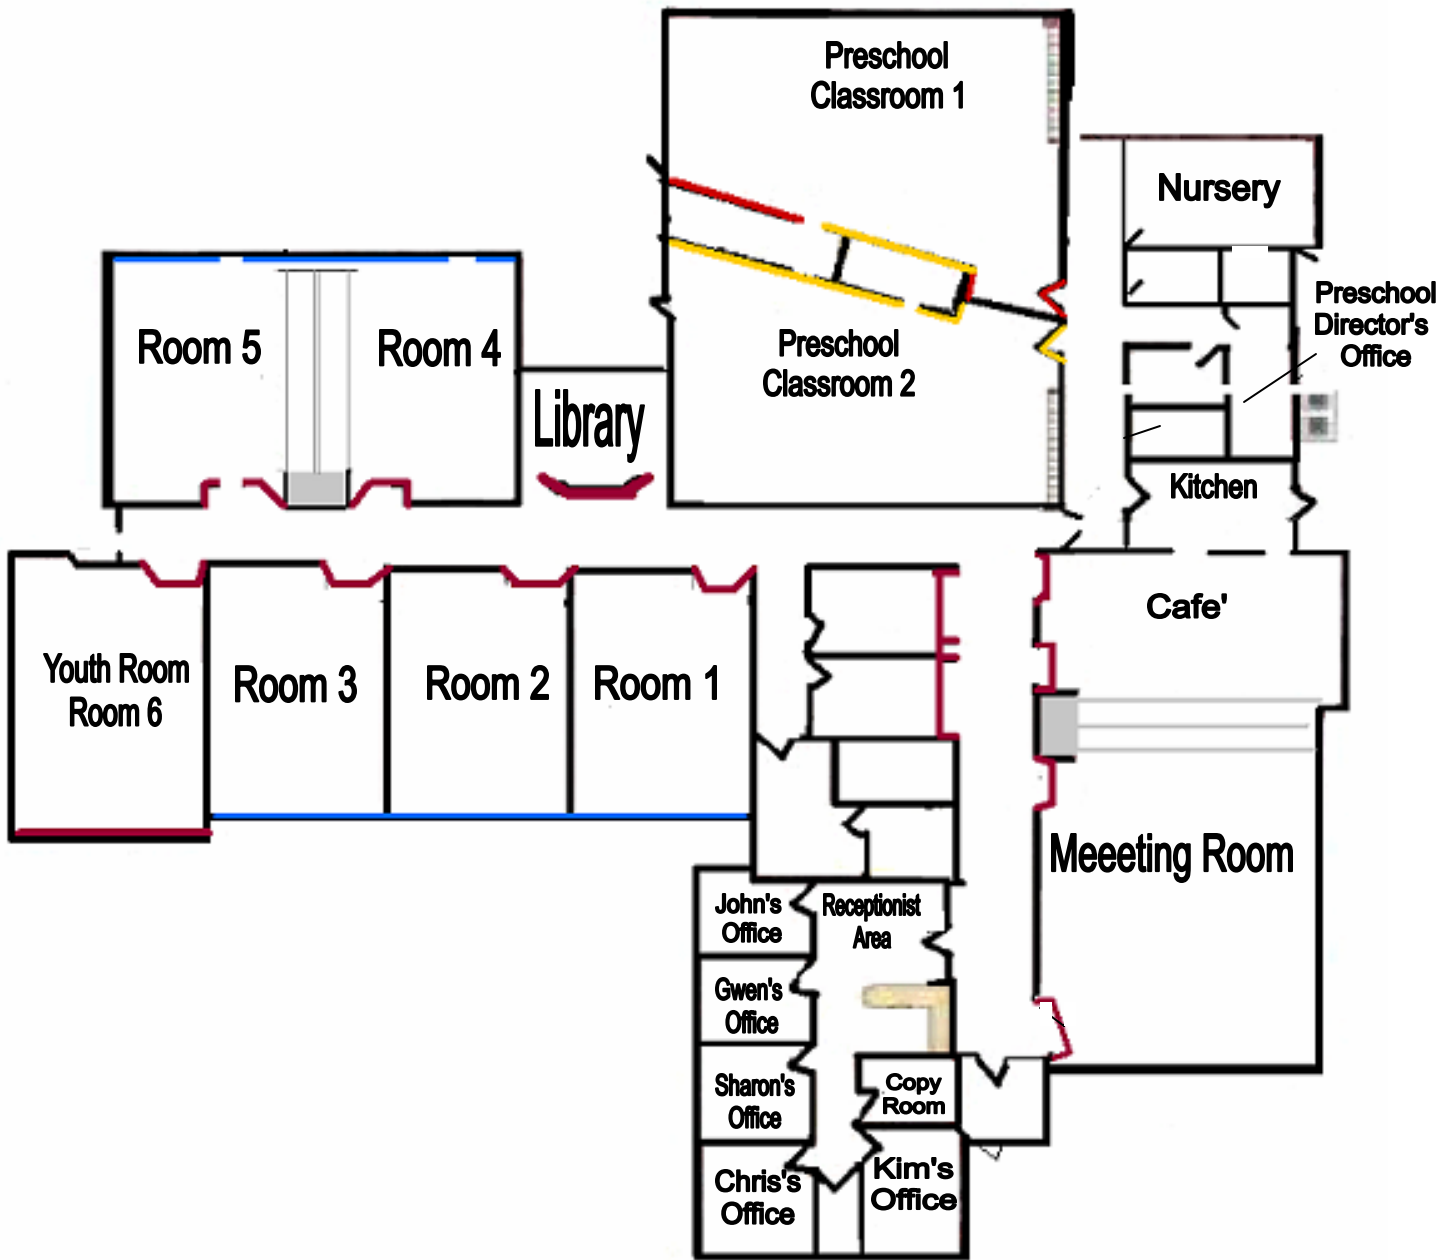 Preschool
Classroom 1
Nursery
Preschool
Director's
Office
Room 5
Room 4
Preschool
Classroom 2
Library
Kitchen
Cafe'
Youth Room
Room 6
Room 3
Room 2
Room 1
Meeeting Room
John's
Office
Receptionist
Area
Gwen's
Office
Sharon's
Office
Copy
Room
Chris's
Office
Kim's
Office